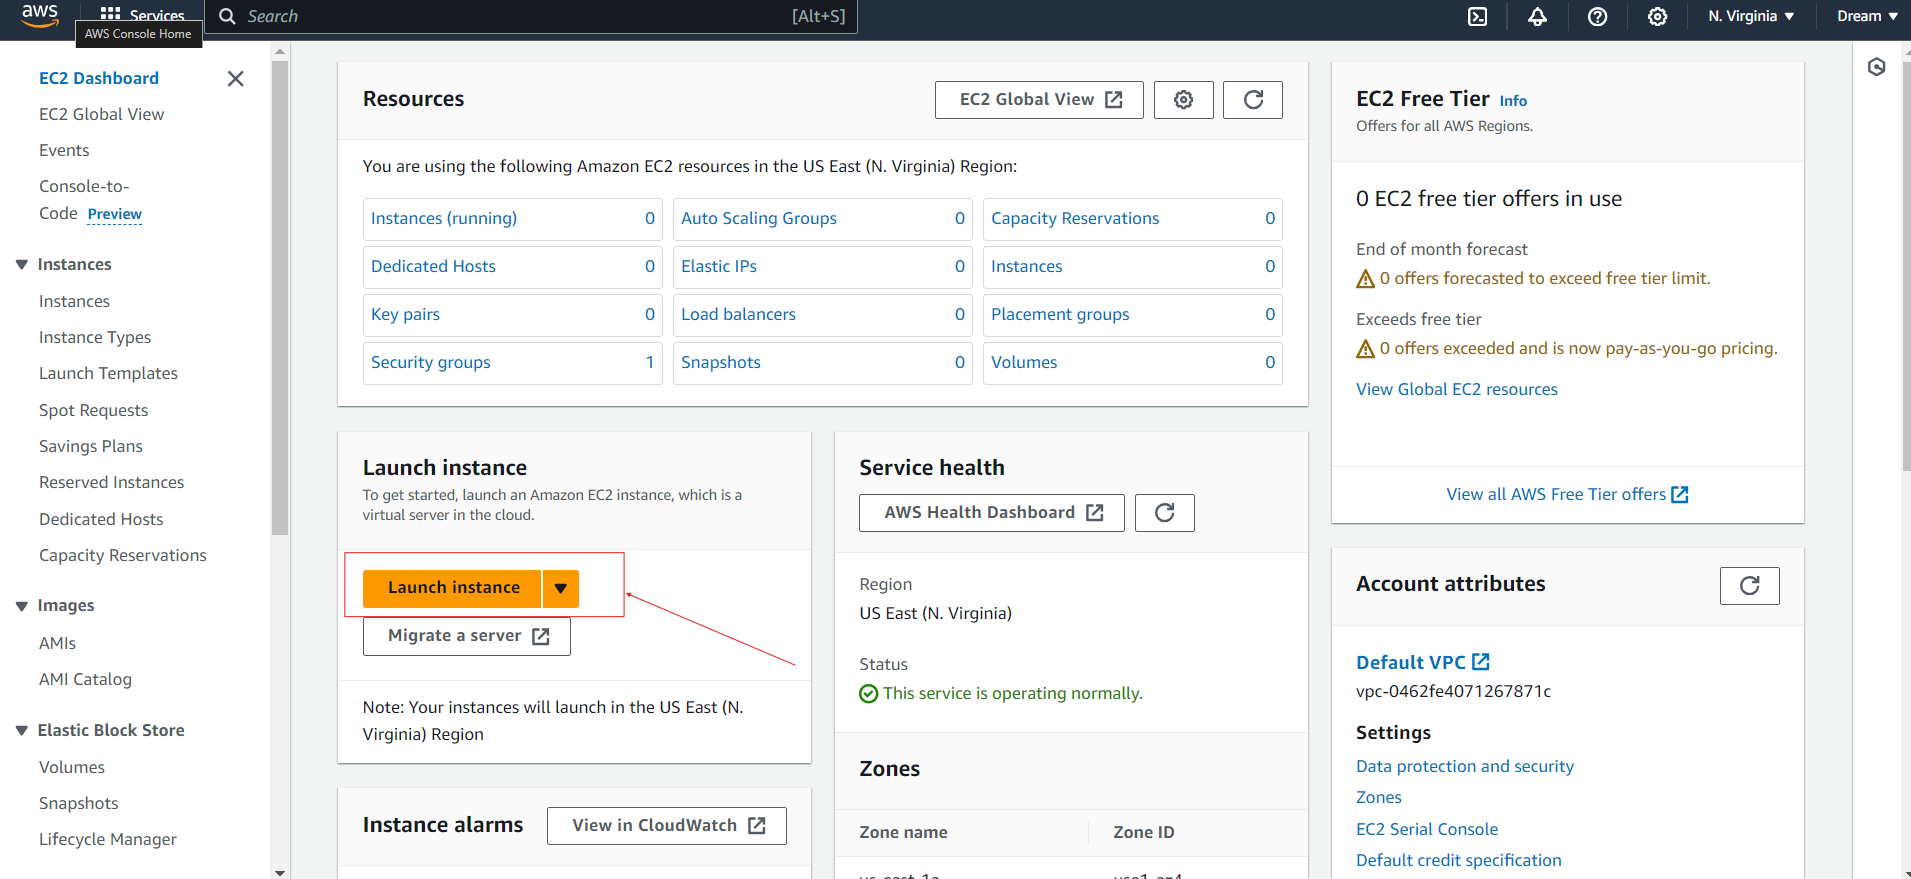 aws
Services
Search
[Alt+S]
N. Virginia
Dream
AWS Console Home
EC2 Dashboard
EC2 Global View
Events
Console-to-
Code Preview
Instances
Instances
Instance Types
Launch Templates
Spot Requests
Savings Plans
Reserved Instances
Dedicated Hosts
Capacity Reservations
Images
AMIs
AMI Catalog
Elastic Block Store
Volumes
Snapshots
Lifecycle Manager
Resources
EC2 Global View
You are using the following Amazon EC2 resources in the US East (N. Virginia) Region:
Instances (running) 0
Auto Scaling Groups 0
Capacity Reservations 0
Dedicated Hosts 0
Elastic IPs 0
Instances 0
Key pairs 0
Load balancers 0
Placement groups 0
Security groups 1
Snapshots 0
Volumes 0
Launch instance
To get started, launch an Amazon EC2 instance, which is a
virtual server in the cloud.
Launch instance
Migrate a server
Note: Your instances will launch in the US East (N.
Virginia) Region
Instance alarms
View in CloudWatch
Service health
AWS Health Dashboard
Region
US East (N. Virginia)
Status
This service is operating normally.
Zones
Zone name
Zone ID
us-east-1a
use1-az4
EC2 Free Tier Info
Offers for all AWS Regions.
0 EC2 free tier offers in use
End of month forecast
0 offers forecasted to exceed free tier limit.
Exceeds free tier
0 offers exceeded and is now pay-as-you-go pricing.
View Global EC2 resources
View all AWS Free Tier offers
Account attributes
Default VPC
vpc-0462fe4071267871c
Settings
Data protection and security
Zones
EC2 Serial Console
Default credit specification